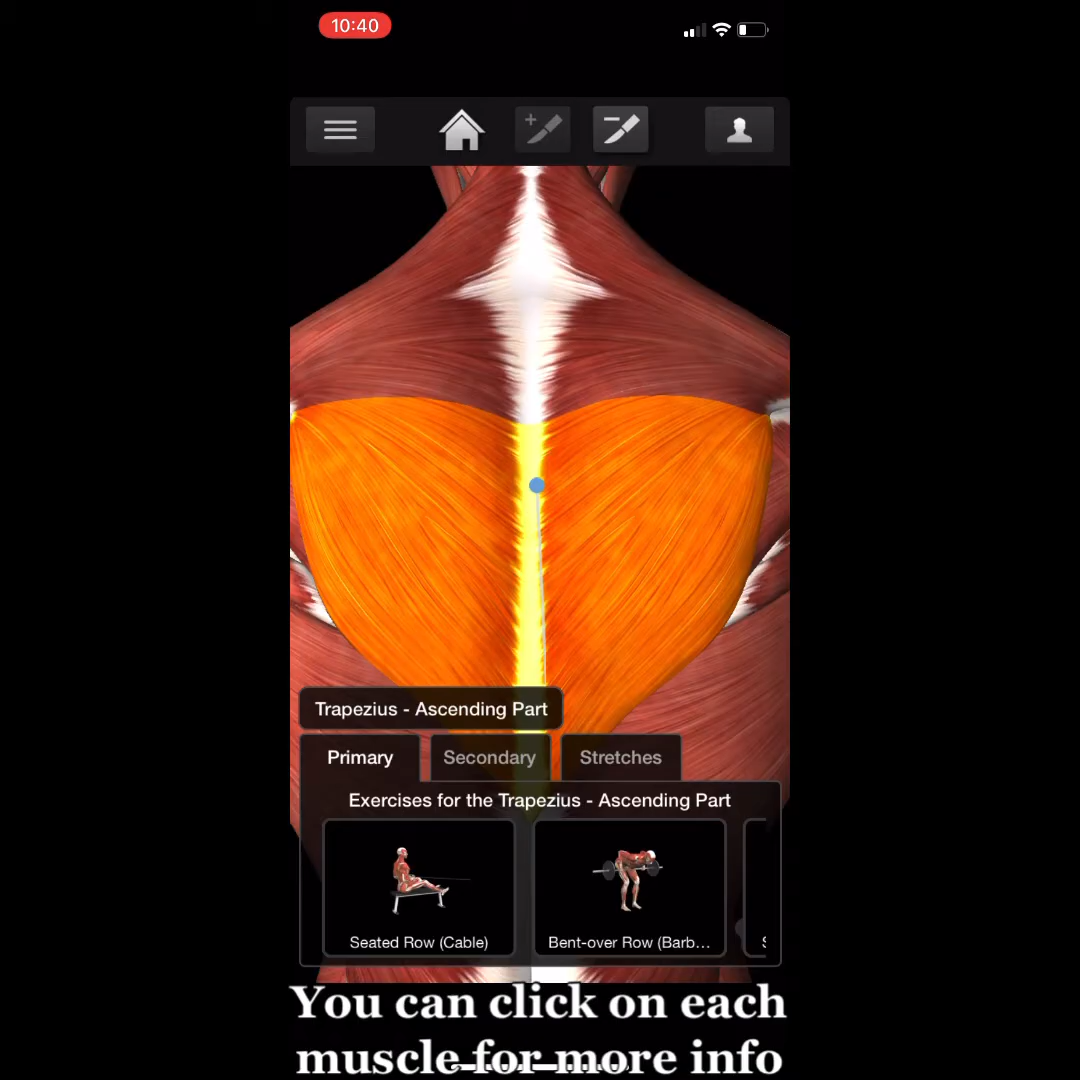 10:40
Trapezius - Ascending Part
Primary
Secondary
Stretches
Exercises for the Trapezius - Ascending Part
Seated Row (Cable)
Bent-over Row (Barb...
You can click on each
muscle for more info